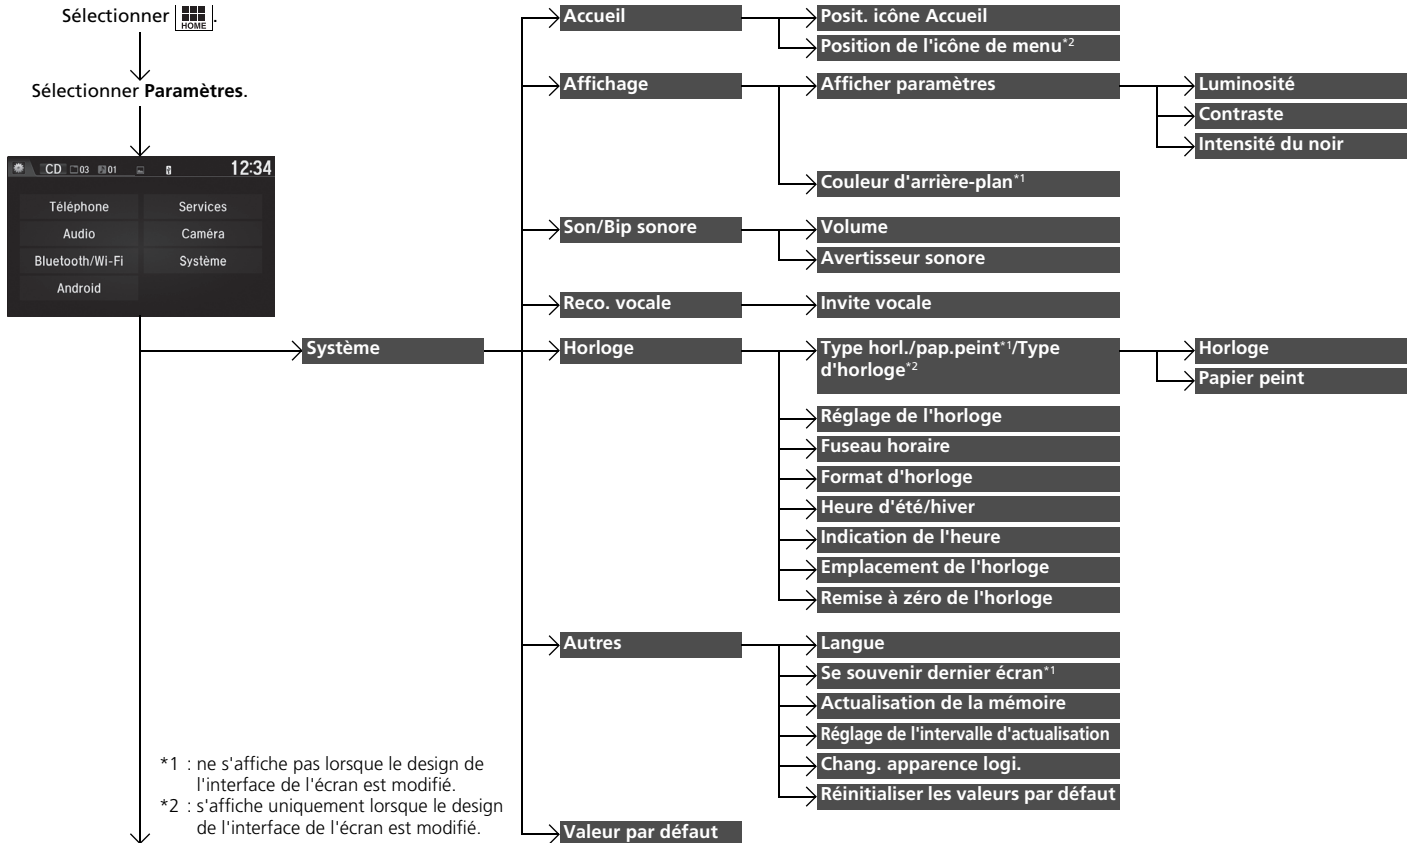 Sélectionner HOME.
Sélectionner Paramètres.
CD 03 01 12:34
Téléphone
Services
Audio
Caméra
Bluetooth/Wi-Fi
Système
Android
Système
Accueil
Posit. icône Accueil
Position de l'icône de menu*2
Affichage
Afficher paramètres
Luminosité
Contraste
Intensité du noir
Couleur d'arrière-plan*1
Son/Bip sonore
Volume
Avertisseur sonore
Reco. vocale
Invite vocale
Horloge
Type horl./pap.peint*1/Type
d'horloge*2
Horloge
Papier peint
Réglage de l'horloge
Fuseau horaire
Format d'horloge
Heure d'été/hiver
Indication de l'heure
Emplacement de l'horloge
Remise à zéro de l'horloge
Autres
Langue
Se souvenir dernier écran*1
Actualisation de la mémoire
Réglage de l'intervalle d'actualisation
Chang. apparence logi.
Réinitialiser les valeurs par défaut
Valeur par défaut
*1 : ne s'affiche pas lorsque le design de
l'interface de l'écran est modifié.
*2 : s'affiche uniquement lorsque le design
de l'interface de l'écran est modifié.